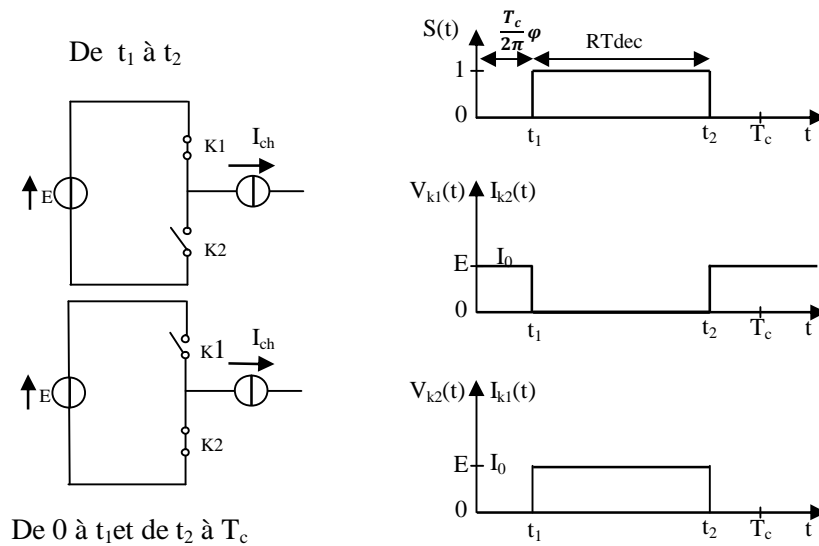 De t₁ à t₂
E
K1
I_ch
K2
E
K1
I_ch
K2
De 0 à t₁et de t₂ à T_c
S(t)
T_c/2π φ
RTdec
1
0
t₁
t₂
T_c
t
V_k1(t) I_k2(t)
E
I₀
0
t₁
t₂
T_c
t
V_k2(t) I_k1(t)
E
I₀
0
t₁
t₂
T_c
t